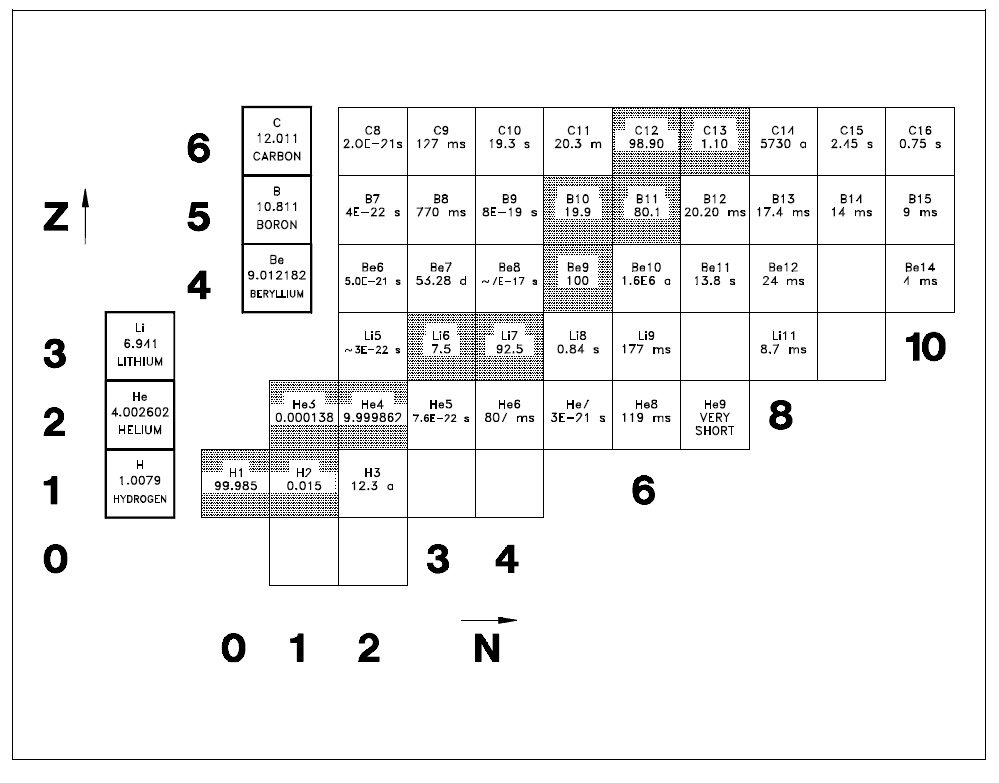 6
C
12.011
CARBON
C8
2.0E-21s
C9
127 ms
C10
19.3 s
C11
20.3 m
C12
98.90
C13
1.10
C14
5730 a
C15
2.45 s
C16
0.75 s
Z
5
B
10.811
BORON
B7
4E-22 s
B8
770 ms
B9
8E-19 s
B10
19.9
B11
80.1
B12
20.20 ms
B13
17.4 ms
B14
14 ms
B15
9 ms
4
Be
9.012182
BERYLLIUM
Be6
5.0E-21 s
Be7
53.28 d
Be8
~7E-17 s
Be9
100
Be10
1.6E6 a
Be11
13.8 s
Be12
24 ms
Be14
4 ms
3
Li
6.941
LITHIUM
Li5
~3E-22 s
Li6
7.5
Li7
92.5
Li8
0.84 s
Li9
177 ms
Li11
8.7 ms
10
2
He
4.002602
HELIUM
He3
0.000138
He4
9.999862
He5
7.6E-22 s
He6
807 ms
He7
3E-21 s
He8
119 ms
He9
VERY
SHORT
8
1
H
1.0079
HYDROGEN
H1
99.985
H2
0.015
H3
12.3 a
6
0
3
4
0
1
2
N